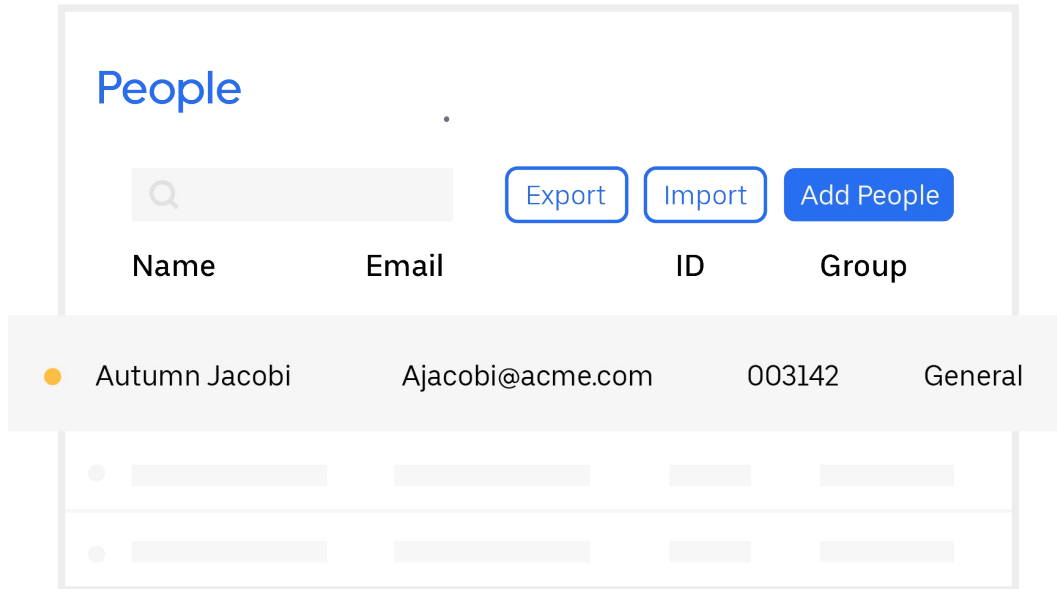 People
Export Import Add People
Name Email ID Group
Autumn Jacobi Ajacobi@acme.com 003142 General